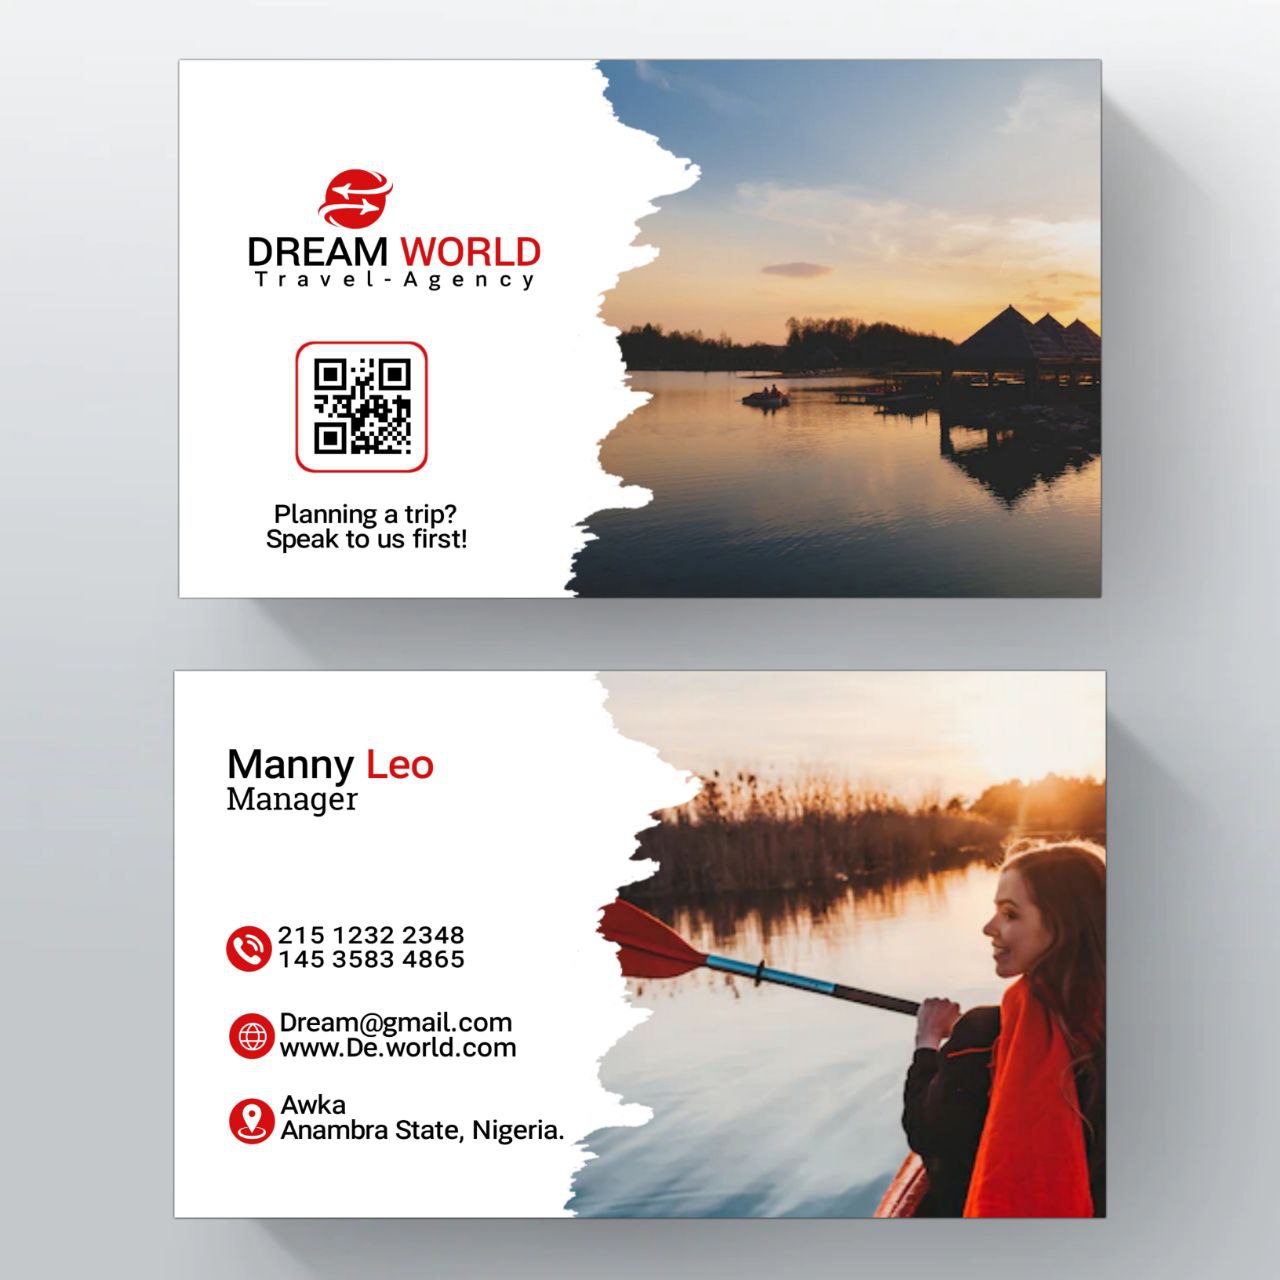 DREAM WORLD
Travel-Agency
Planning a trip?
Speak to us first!
Manny Leo
Manager
215 1232 2348
145 3583 4865
Dream@gmail.com
www.De.world.com
Awka
Anambra State, Nigeria.